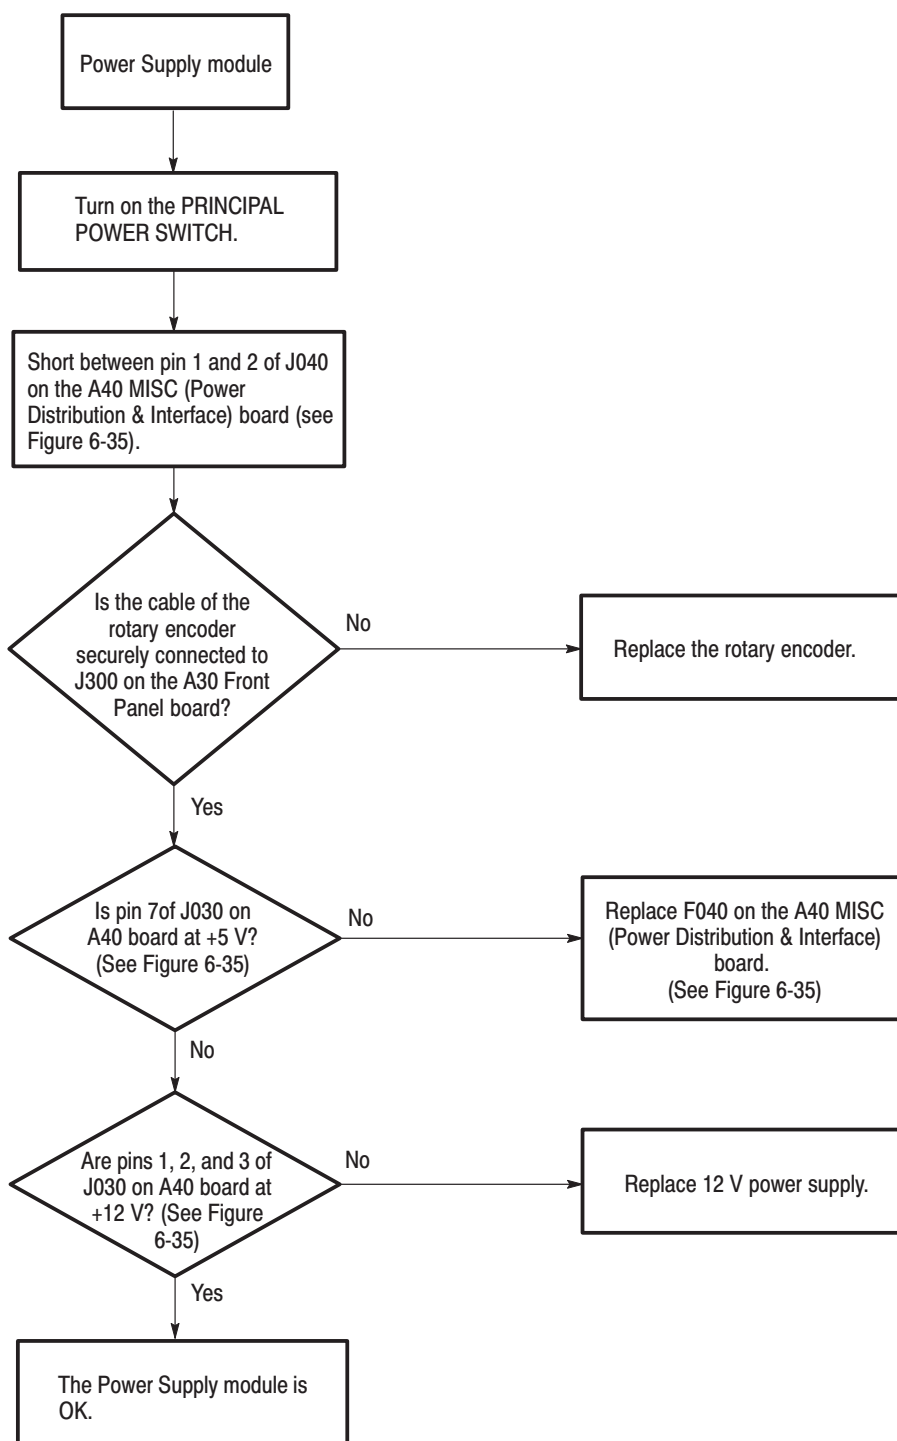 Power Supply module
Turn on the PRINCIPAL
POWER SWITCH.
Short between pin 1 and 2 of J040
on the A40 MISC (Power
Distribution & Interface) board (see
Figure 6-35).
Is the cable of the
rotary encoder
securely connected to
J300 on the A30 Front
Panel board?
No
Replace the rotary encoder.
Yes
Is pin 7of J030 on
A40 board at +5 V?
(See Figure 6-35)
No
Replace F040 on the A40 MISC
(Power Distribution & Interface)
board.
(See Figure 6-35)
No
Are pins 1, 2, and 3 of
J030 on A40 board at
+12 V? (See Figure
6-35)
No
Replace 12 V power supply.
Yes
The Power Supply module is
OK.